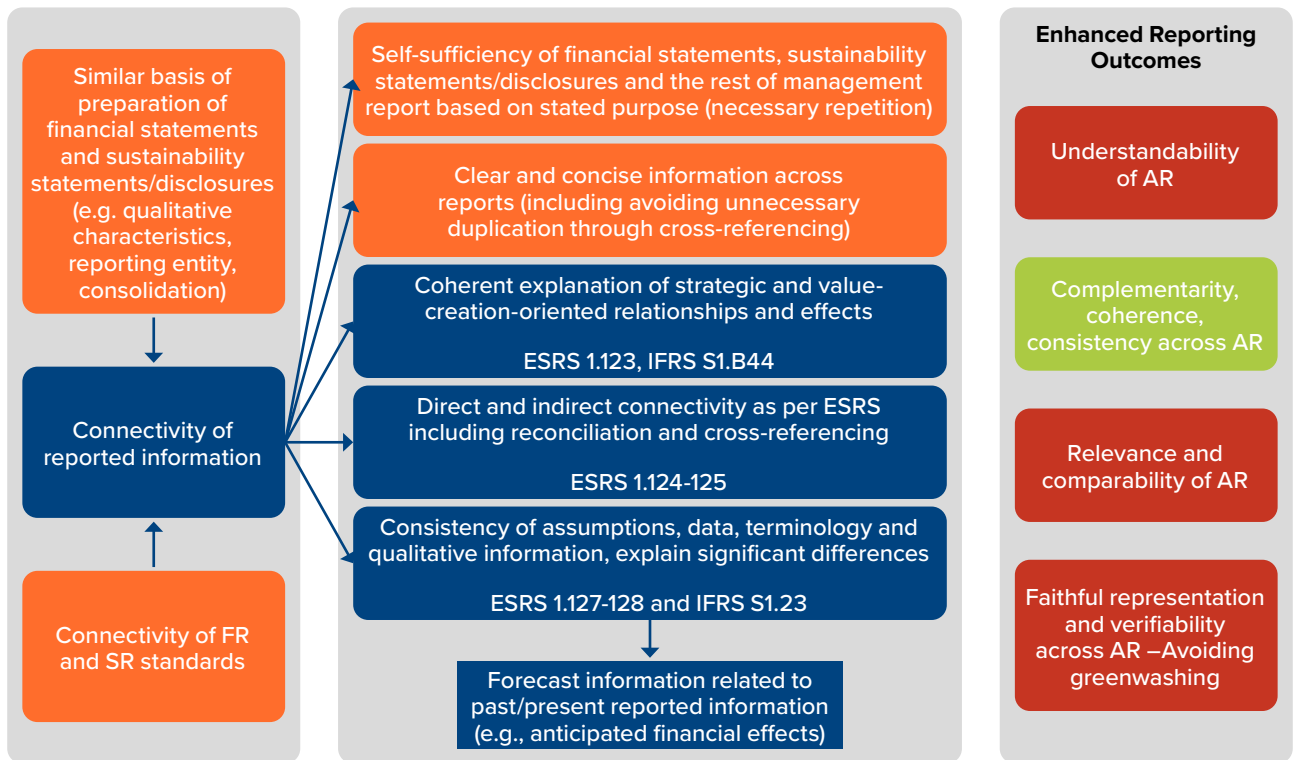 Similar basis of
preparation of
financial statements
and sustainability
statements/disclosures
(e.g. qualitative
characteristics,
reporting entity,
consolidation)
Connectivity of
reported information
Connectivity of FR
and SR standards
Self-sufficiency of financial statements, sustainability
statements/disclosures and the rest of management
report based on stated purpose (necessary repetition)
Clear and concise information across
reports (including avoiding unnecessary
duplication through cross-referencing)
Coherent explanation of strategic and value-
creation-oriented relationships and effects
ESRS 1.123, IFRS S1.B44
Direct and indirect connectivity as per ESRS
including reconciliation and cross-referencing
ESRS 1.124-125
Consistency of assumptions, data, terminology and
qualitative information, explain significant differences
ESRS 1.127-128 and IFRS S1.23
Forecast information related to
past/present reported information
(e.g., anticipated financial effects)
Enhanced Reporting
Outcomes
Understandability
of AR
Complementarity,
coherence,
consistency across AR
Relevance and
comparability of AR
Faithful representation
and verifiability
across AR –Avoiding
greenwashing